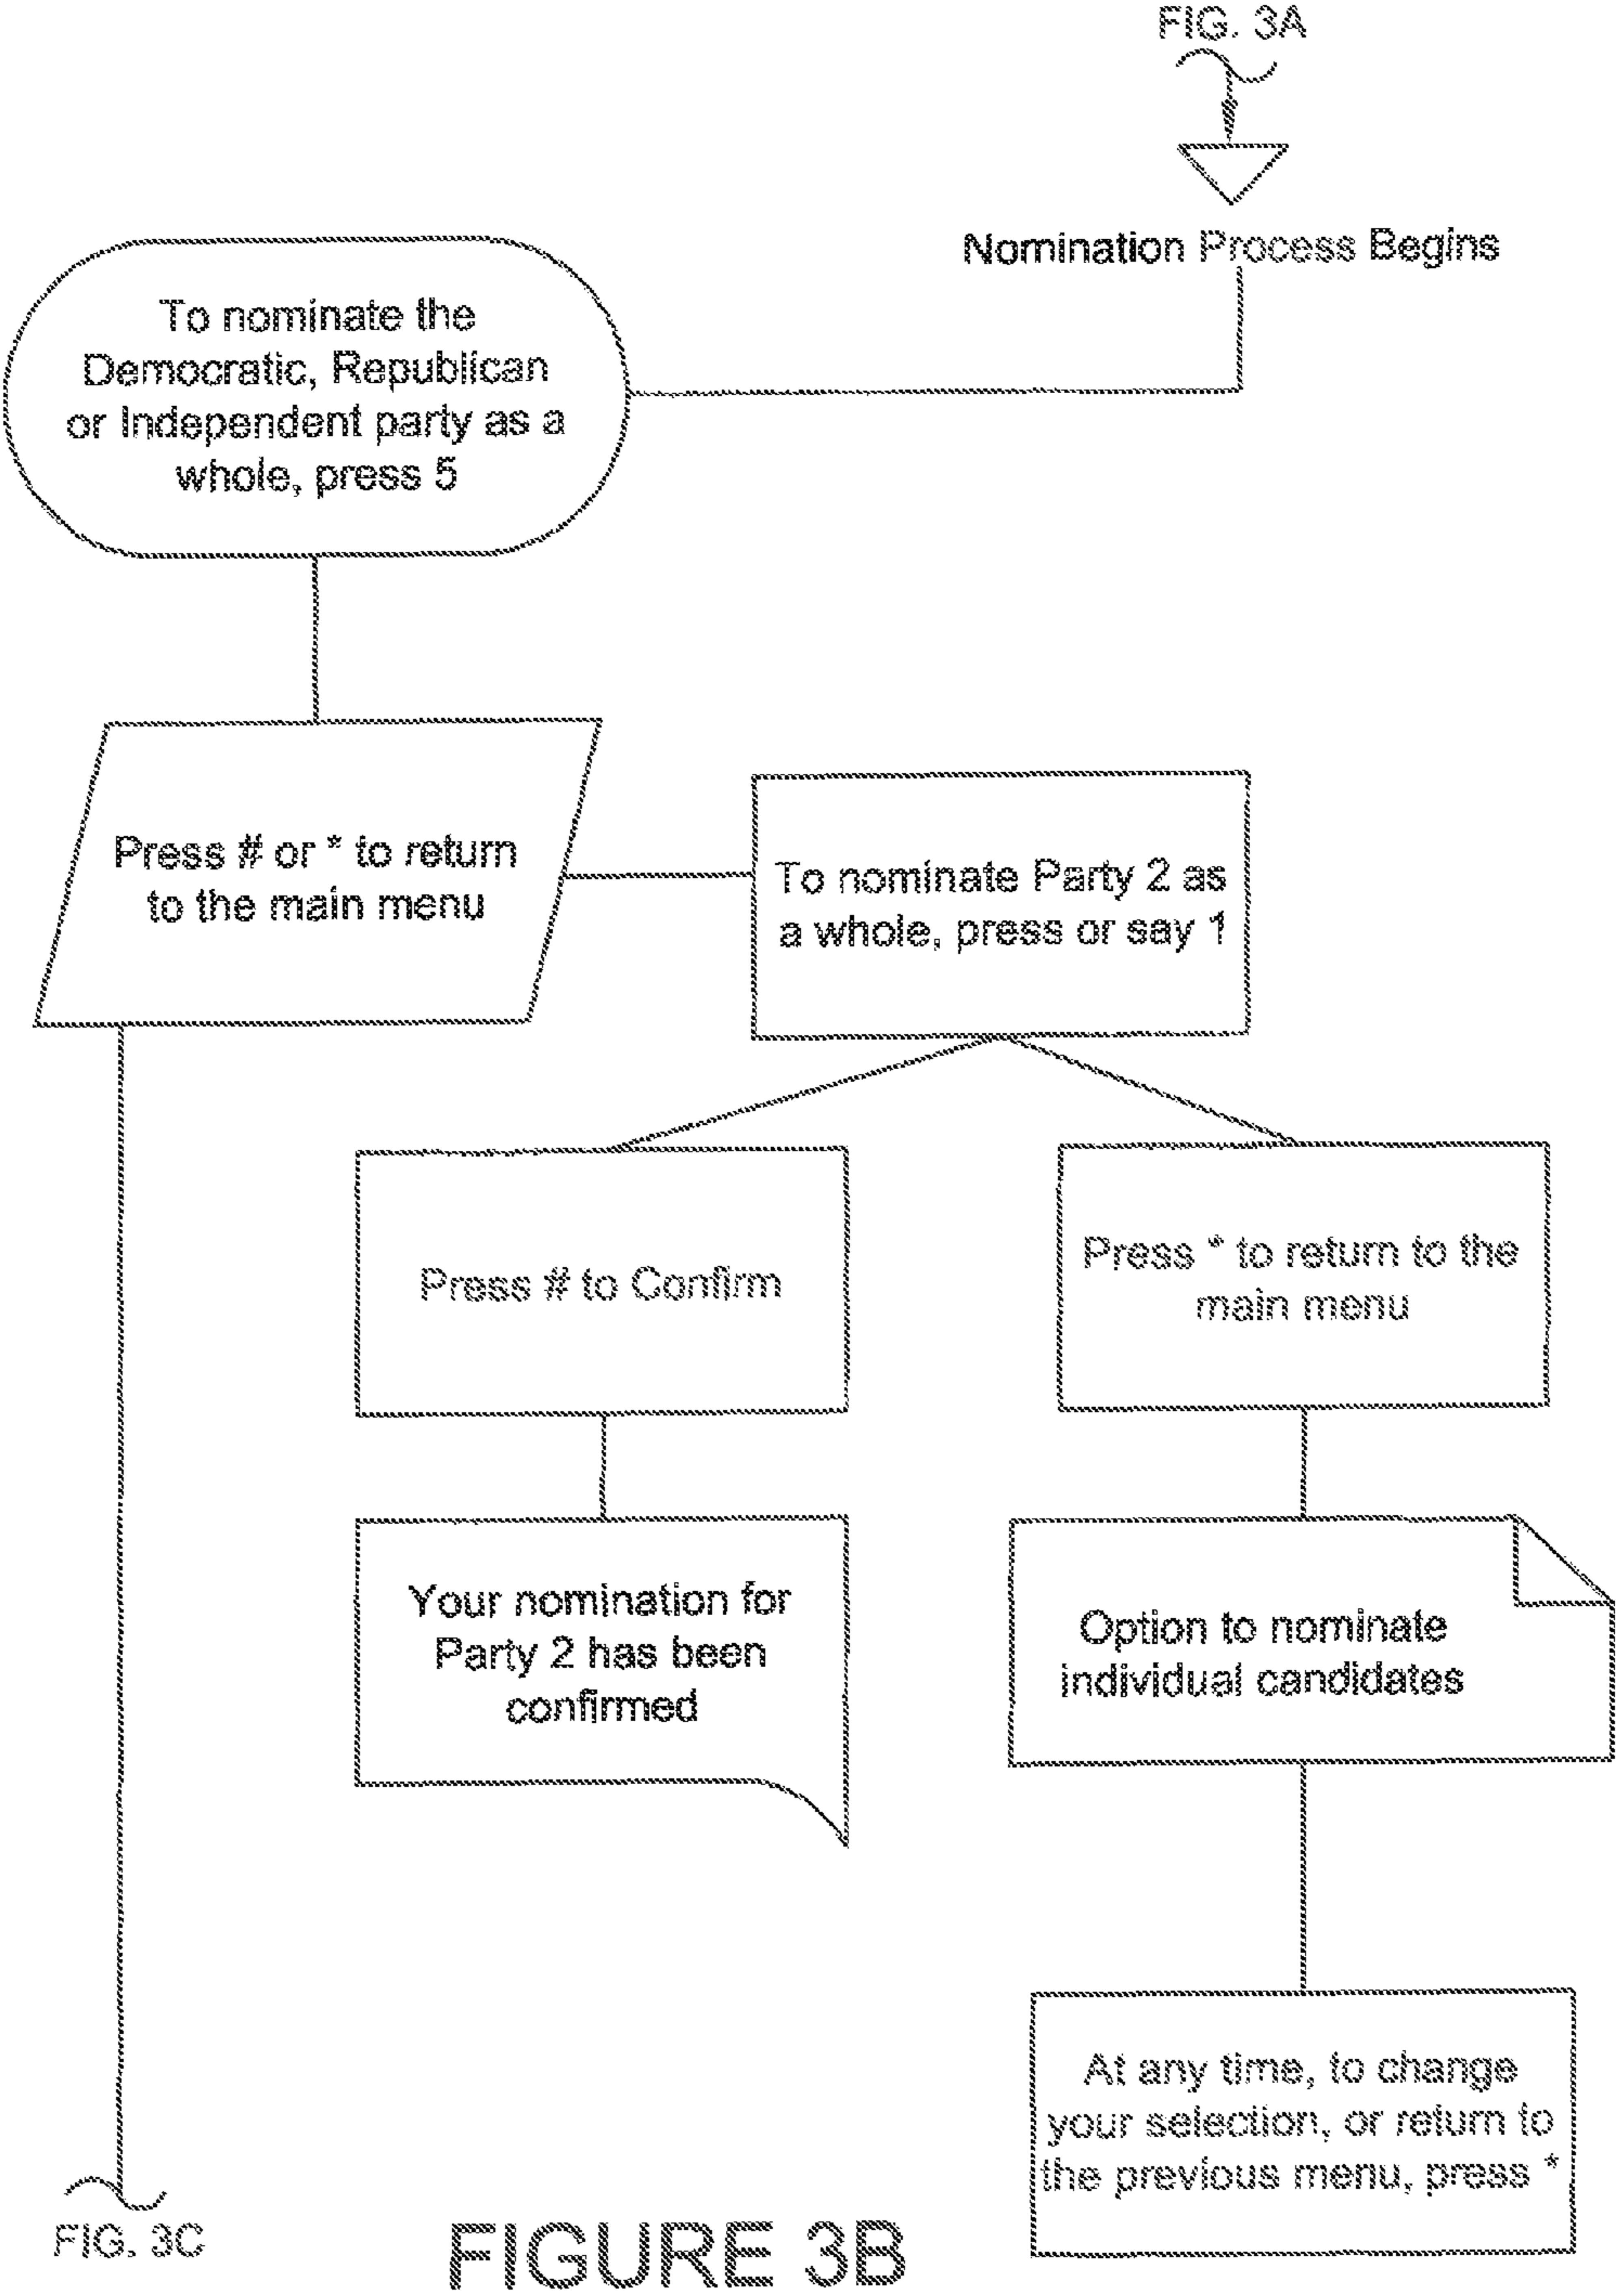 FIG. 3A
Nomination Process Begins
To nominate the
Democratic, Republican
or Independent party as a
whole, press 5
Press # or * to return
to the main menu
To nominate Party 2 as
a whole, press or say 1
Press # to Confirm
Press * to return to the
main menu
Your nomination for
Party 2 has been
confirmed
Option to nominate
individual candidates
At any time, to change
your selection, or return to
the previous menu, press *
FIG. 3C
FIGURE 3B